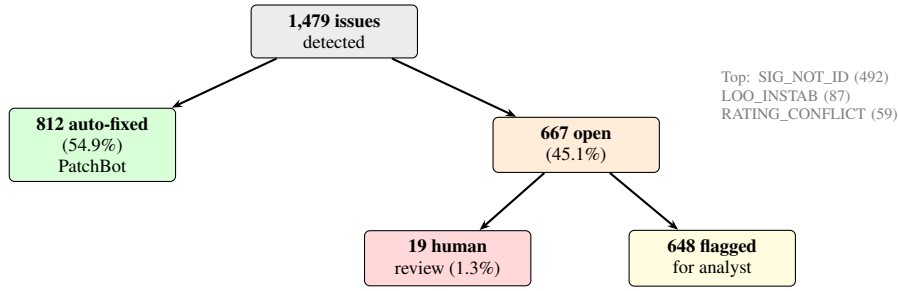 1,479 issues
detected
Top: SIG_NOT_ID (492)
LOO_INSTAB (87)
RATING_CONFLICT (59)
812 auto-fixed
(54.9%)
PatchBot
667 open
(45.1%)
19 human
review (1.3%)
648 flagged
for analyst